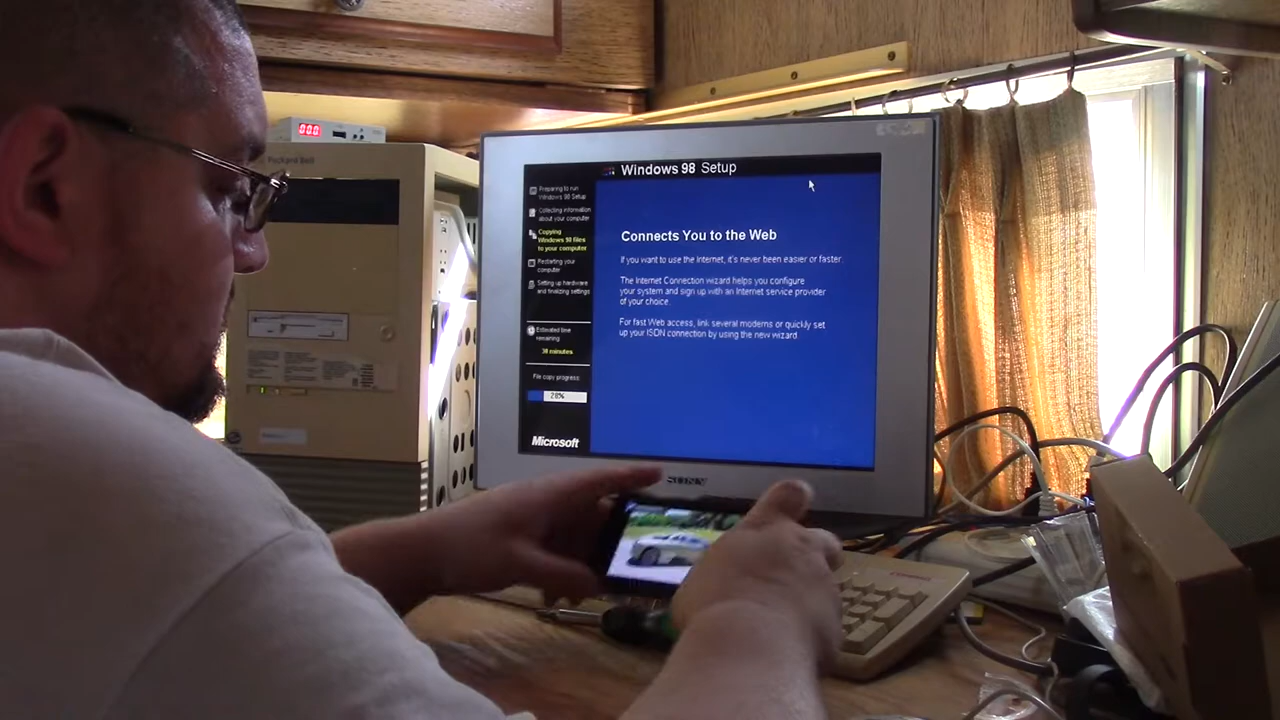 000
Packard Bell
Windows 98 Setup
Preparing to run
Windows 98 Setup
Collecting information
about your computer
Copying
Windows 98 files
to your computer
Restarting your
computer
Setting up hardware
and finalizing settings
Estimated time
remaining:
30 minutes
File copy progress:
28%
Microsoft
Connects You to the Web
If you want to use the Internet, it's never been easier or faster.
The Internet Connection wizard helps you configure
your system and sign up with an Internet service provider
of your choice.
For fast Web access, link several modems or quickly set
up your ISDN connection by using the new wizard.
SONY